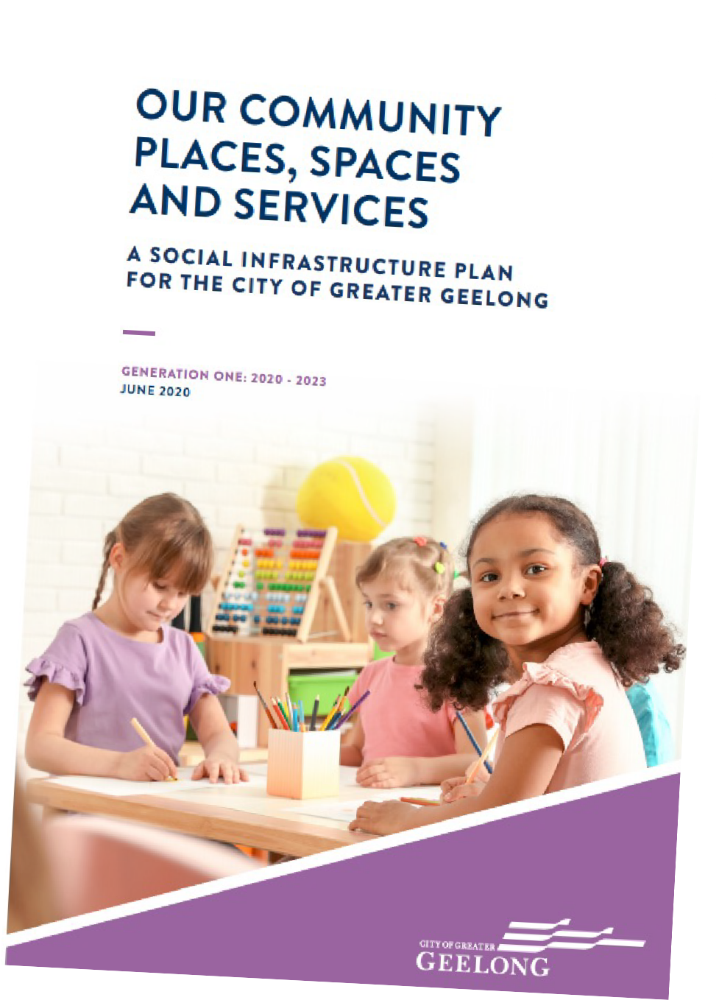 OUR COMMUNITY
PLACES, SPACES
AND SERVICES
A SOCIAL INFRASTRUCTURE PLAN
FOR THE CITY OF GREATER GEELONG
GENERATION ONE: 2020 - 2023
JUNE 2020
CITY OF GREATER
GEELONG